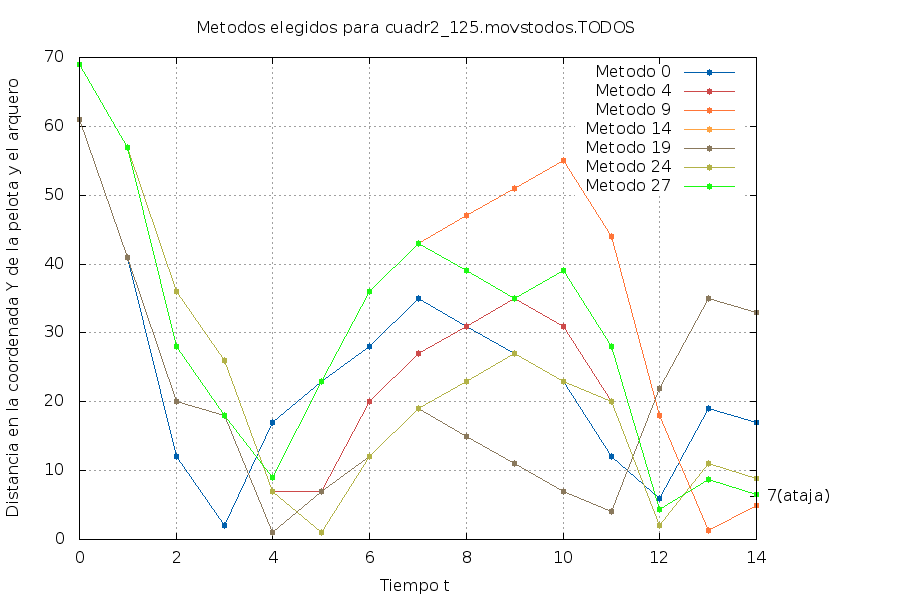 Metodos elegidos para cuadr2_125.movstodos.TODOS
Distancia en la coordenada Y de la pelota y el arquero
70
60
50
40
30
20
10
0
Metodo 0
Metodo 4
Metodo 9
Metodo 14
Metodo 19
Metodo 24
Metodo 27
7(ataja)
0 2 4 6 8 10 12 14
Tiempo t